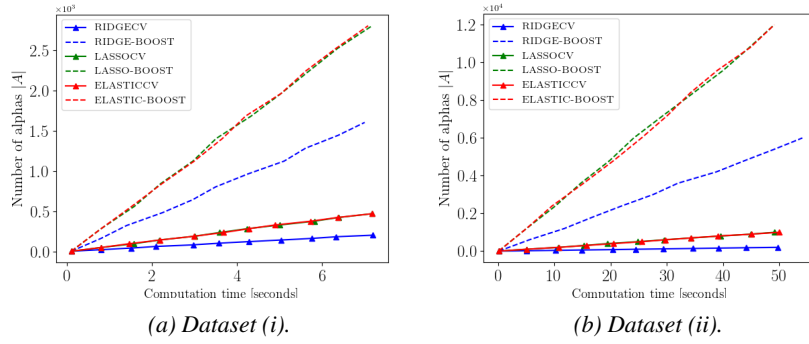 ×10⁵
2.5
2.0
1.5
1.0
0.5
0.0
Number of alphas |A|
RIDGECV
RIDGE-BOOST
LASSOCV
LASSO-BOOST
ELASTICCV
ELASTIC-BOOST
0 2 4 6
Computation time [seconds]
(a) Dataset (i).
×10⁴
1.2
1.0
0.8
0.6
0.4
0.2
0.0
Number of alphas |A|
RIDGECV
RIDGE-BOOST
LASSOCV
LASSO-BOOST
ELASTICCV
ELASTIC-BOOST
0 10 20 30 40 50
Computation time [seconds]
(b) Dataset (ii).